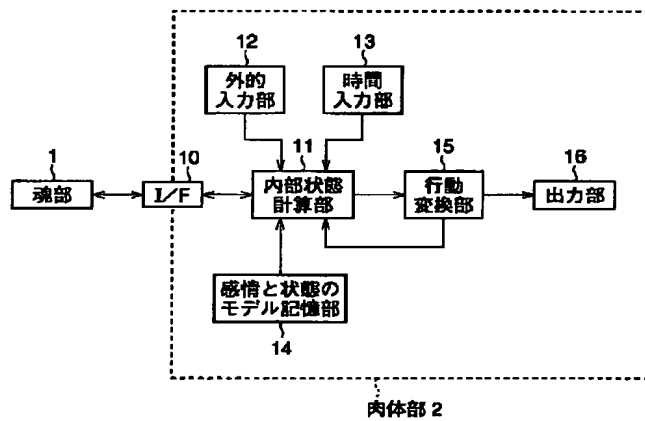 12
外的
入力部
13
時間
入力部
1
魂部
10
I/F
11
内部状態
計算部
15
行動
変換部
16
出力部
感情と状態の
モデル記憶部
14
肉体部 2